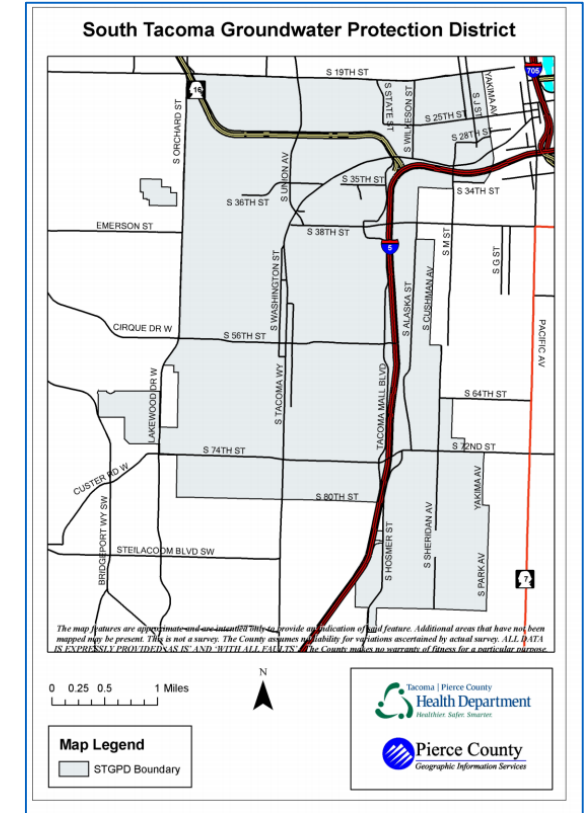 South Tacoma Groundwater Protection District
705
S 19TH ST
16
S STATE ST
S WILKESON ST
S J ST
YAKIMA AV
S 25TH ST
S 28TH ST
S ORCHARD ST
S UNION AV
S 35TH ST
S 34TH ST
S 36TH ST
EMERSON ST
S 38TH ST
5
S M ST
S G ST
S WASHINGTON ST
S ALASKA ST
S CUSHMAN AV
CIRQUE DR W
S 56TH ST
PACIFIC AV
LAKEWOOD DR W
S TACOMA WY
TACOMA MALL BLVD
S 64TH ST
S 74TH ST
S 72ND ST
CUSTER RD W
YAKIMA AV
S 80TH ST
BRIDGEPORT WY SW
S HOSMER ST
S SHERIDAN AV
S PARK AV
STEILACOOM BLVD SW
7
The map features are approximate and are intended only to provide an indication of said feature. Additional areas that have not been
mapped may be present. This is not a survey. The County assumes no liability for variations ascertained by actual survey. ALL DATA
IS EXPRESSLY PROVIDED 'AS IS' AND 'WITH ALL FAULTS'. The County makes no warranty of fitness for a particular purpose.
N
0 0.25 0.5 1 Miles
Tacoma | Pierce County
Health Department
Healthier. Safer. Smarter.
Map Legend
STGPD Boundary
Pierce County
Geographic Information Services